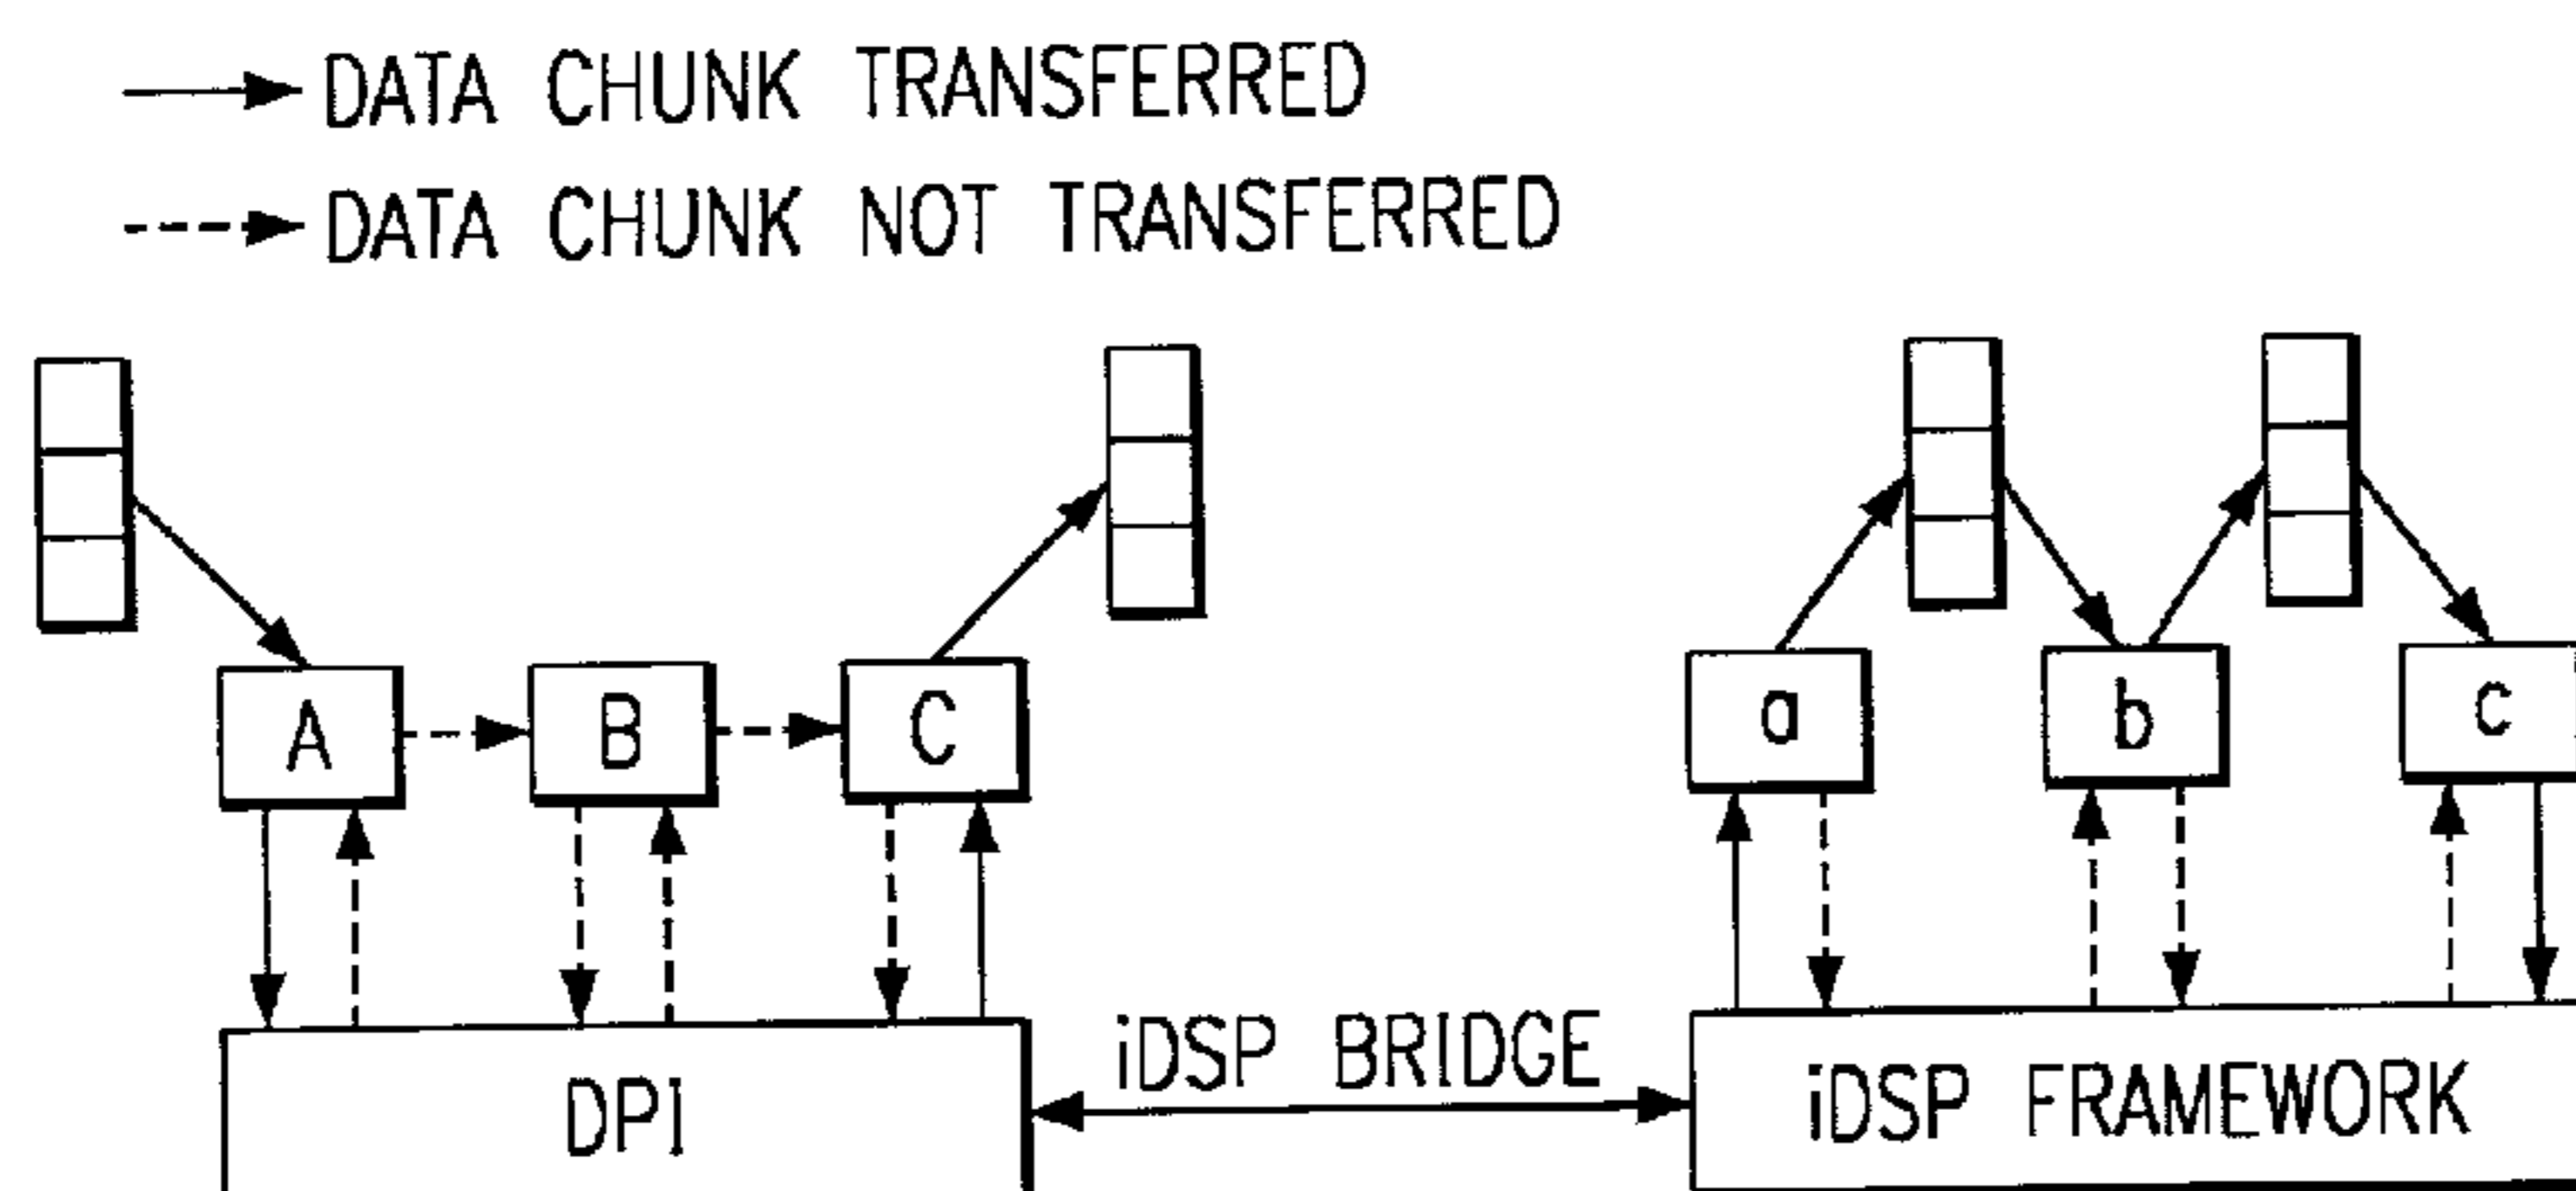 DATA CHUNK TRANSFERRED
DATA CHUNK NOT TRANSFERRED
A
B
C
a
b
c
iDSP BRIDGE
DPI
iDSP FRAMEWORK